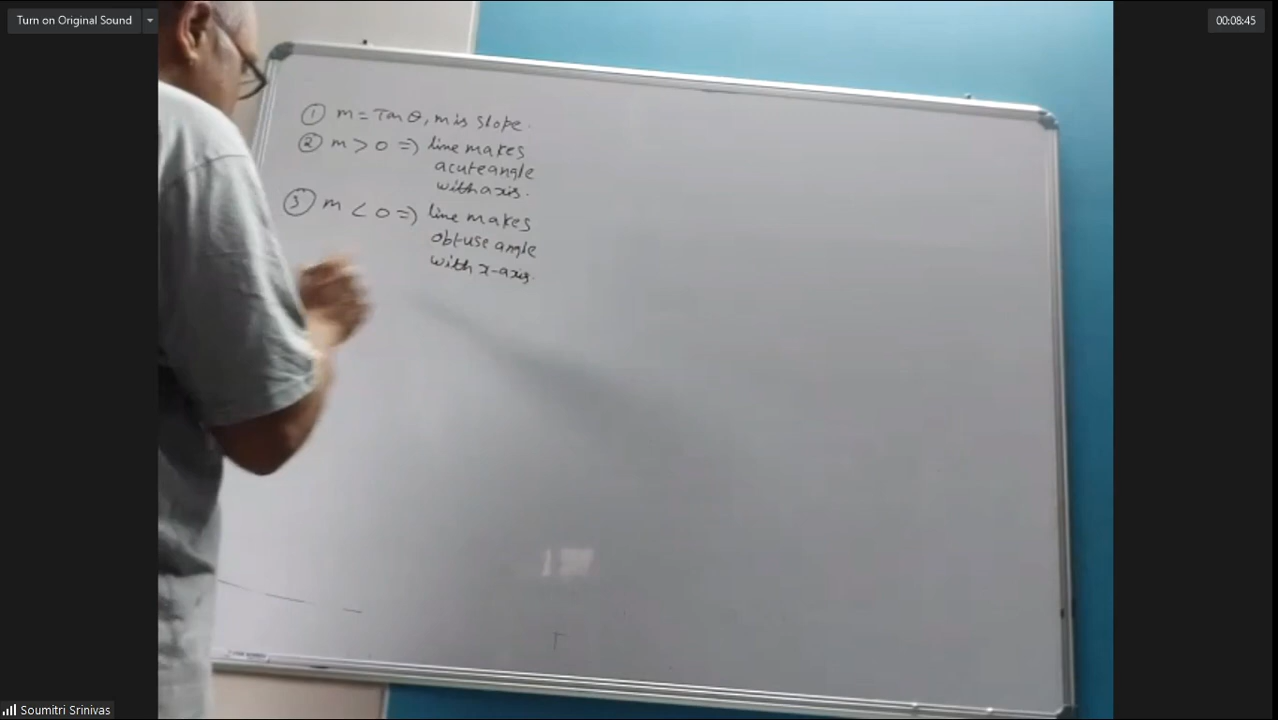 Turn on Original Sound
00:08:45
① m = Tan θ, m is slope.
② m > 0 => line makes
acute angle
with axis.
③ m < 0 => line makes
obtuse angle
with x-axis.
Soumitri Srinivas